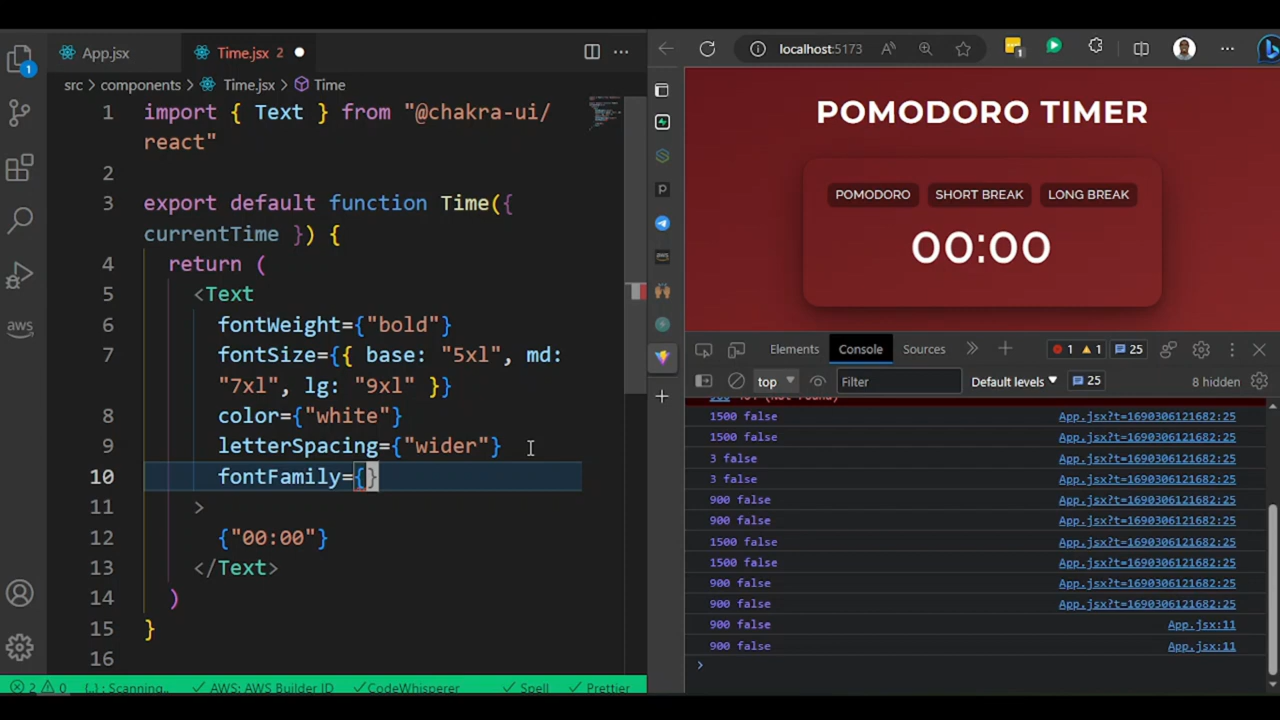 App.jsx
Time.jsx 2
src > components > Time.jsx > Time
1 import { Text } from "@chakra-ui/
react"
2
3 export default function Time({
currentTime }) {
4 return (
5 <Text
6 fontWeight={"bold"}
7 fontSize={{ base: "5xl", md:
"7xl", lg: "9xl" }}
8 color={"white"}
9 letterSpacing={"wider"}
10 fontFamily={}
11 >
12 {"00:00"}
13 </Text>
14 )
15 }
16
1
aws
2 0 Scanning.. AWS: AWS Builder ID CodeWhisperer Spell Prettier
localhost:5173
1
POMODORO TIMER
POMODORO SHORT BREAK LONG BREAK
00:00
Elements Console Sources 1 1 25
top Filter Default levels 25 8 hidden
1500 false App.jsx?t=1690306121682:25
1500 false App.jsx?t=1690306121682:25
3 false App.jsx?t=1690306121682:25
3 false App.jsx?t=1690306121682:25
900 false App.jsx?t=1690306121682:25
900 false App.jsx?t=1690306121682:25
1500 false App.jsx?t=1690306121682:25
1500 false App.jsx?t=1690306121682:25
900 false App.jsx?t=1690306121682:25
900 false App.jsx?t=1690306121682:25
900 false App.jsx:11
900 false App.jsx:11
>